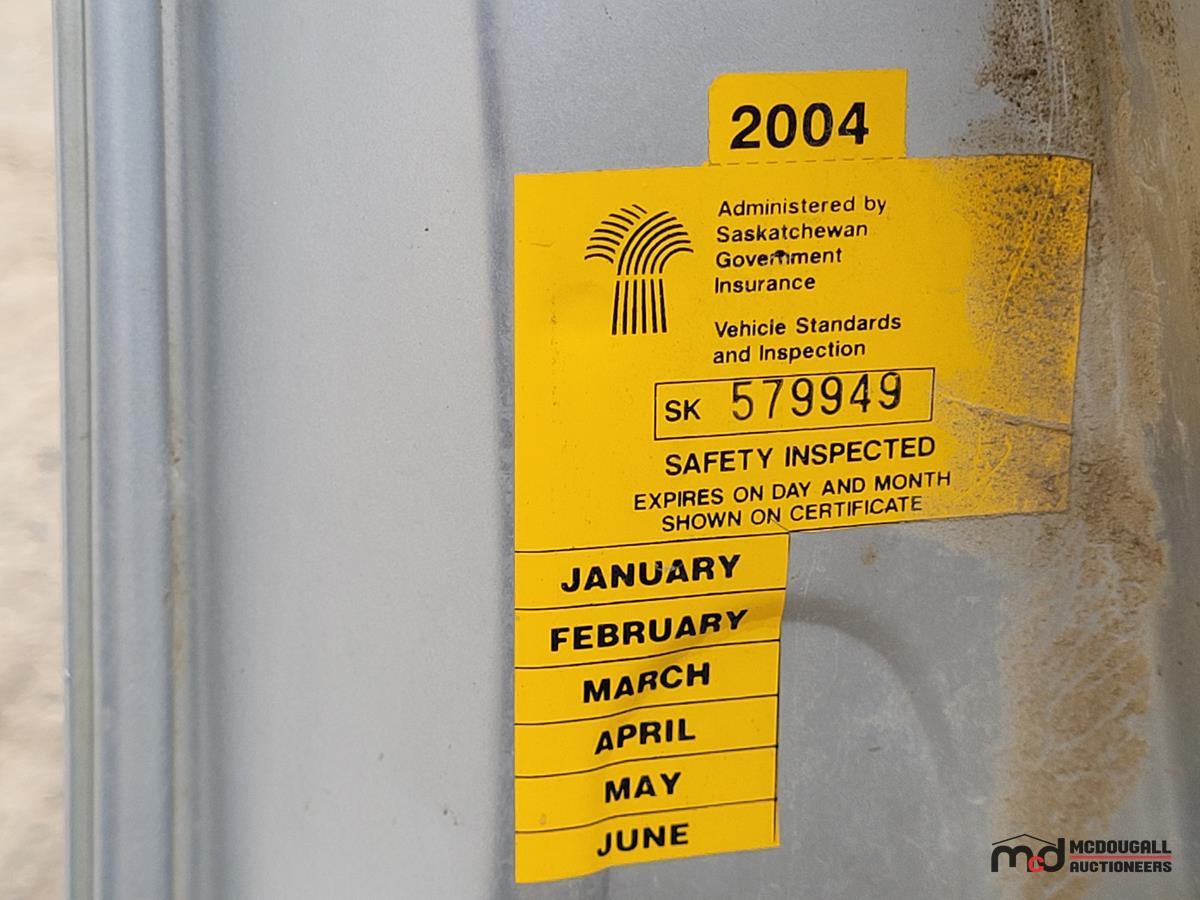 2004
Administered by
Saskatchewan
Government
Insurance
Vehicle Standards
and Inspection
SK 579949
SAFETY INSPECTED
EXPIRES ON DAY AND MONTH
SHOWN ON CERTIFICATE
JANUARY
FEBRUARY
MARCH
APRIL
MAY
JUNE
mcd MCDOUGALL
AUCTIONEERS